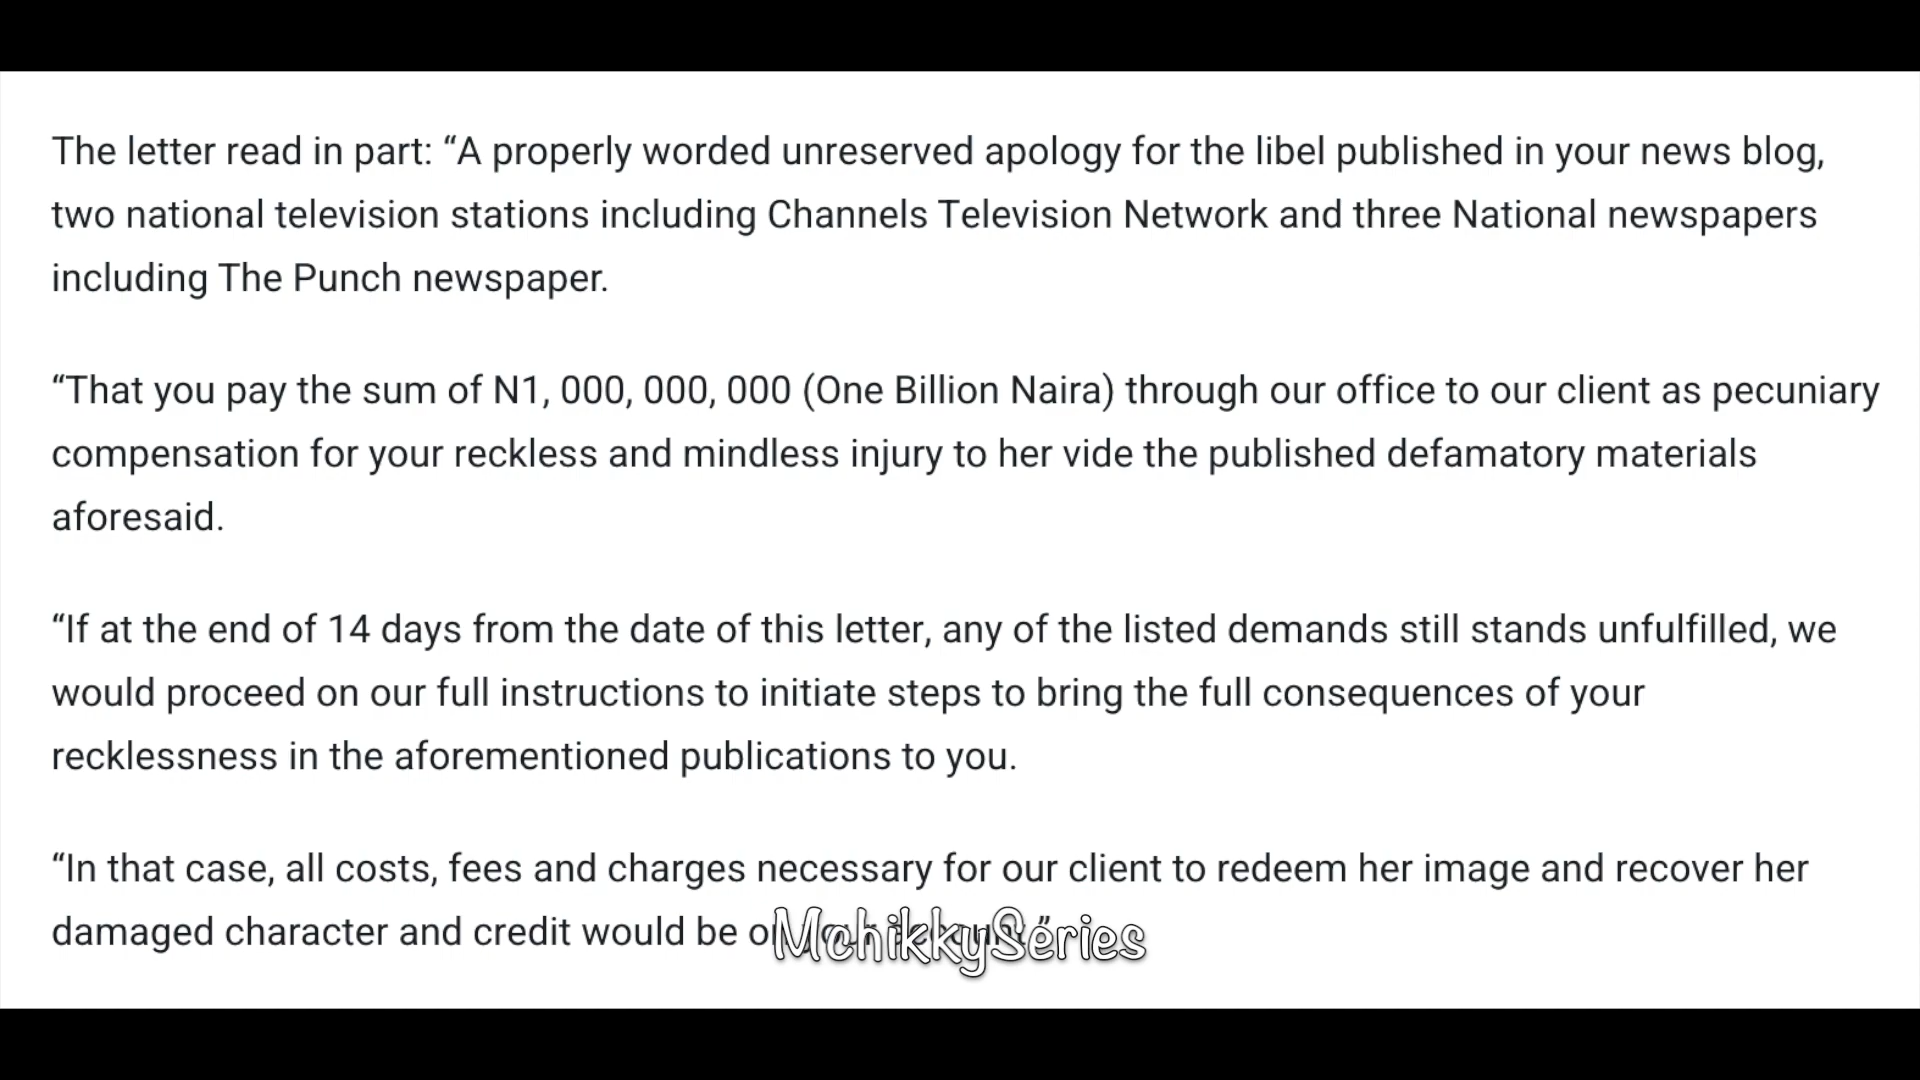 The letter read in part: “A properly worded unreserved apology for the libel published in your news blog,
two national television stations including Channels Television Network and three National newspapers
including The Punch newspaper.
“That you pay the sum of N1, 000, 000, 000 (One Billion Naira) through our office to our client as pecuniary
compensation for your reckless and mindless injury to her vide the published defamatory materials
aforesaid.
“If at the end of 14 days from the date of this letter, any of the listed demands still stands unfulfilled, we
would proceed on our full instructions to initiate steps to bring the full consequences of your
recklessness in the aforementioned publications to you.
“In that case, all costs, fees and charges necessary for our client to redeem her image and recover her
damaged character and credit would be
MchikkySeries